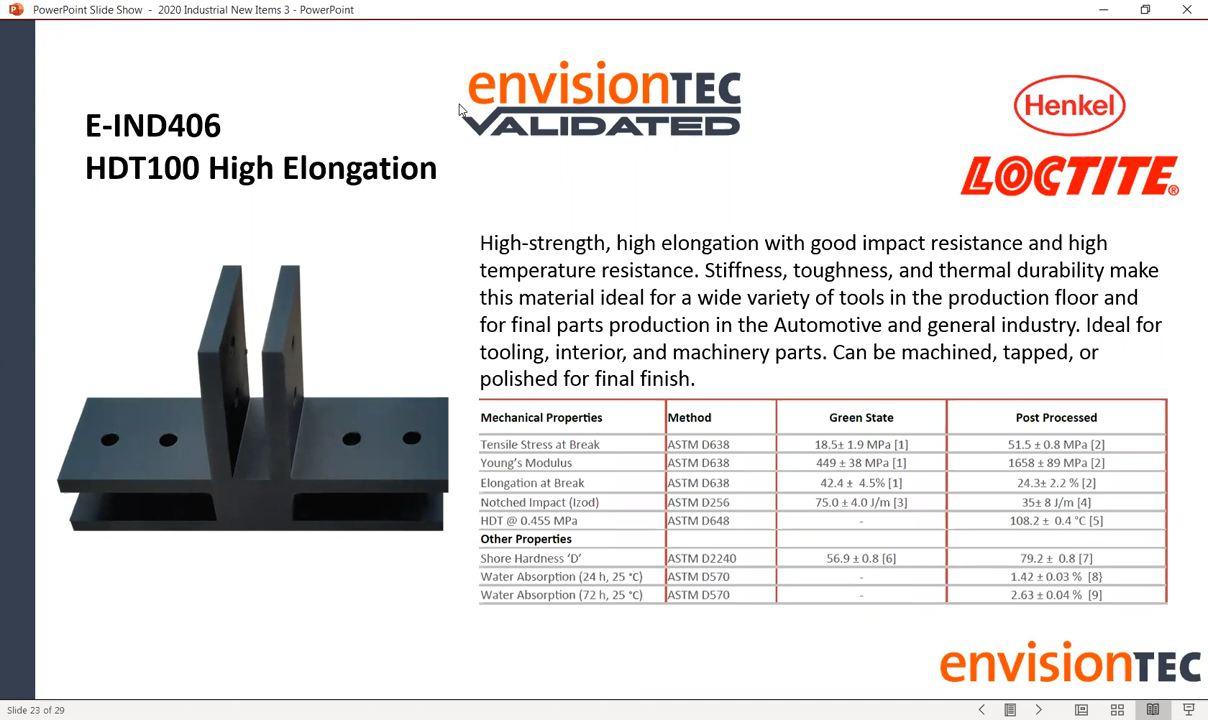 PowerPoint Slide Show - 2020 Industrial New Items 3 - PowerPoint
envisionTEC
VALIDATED
Henkel
LOCTITE®
E-IND406
HDT100 High Elongation
High-strength, high elongation with good impact resistance and high
temperature resistance. Stiffness, toughness, and thermal durability make
this material ideal for a wide variety of tools in the production floor and
for final parts production in the Automotive and general industry. Ideal for
tooling, interior, and machinery parts. Can be machined, tapped, or
polished for final finish.
Mechanical Properties Method Green State Post Processed
Tensile Stress at Break ASTM D638 18.5± 1.9 MPa [1] 51.5 ± 0.8 MPa [2]
Young's Modulus ASTM D638 449 ± 38 MPa [1] 1658 ± 89 MPa [2]
Elongation at Break ASTM D638 42.4 ± 4.5% [1] 24.3± 2.2 % [2]
Notched Impact (Izod) ASTM D256 75.0 ± 4.0 J/m [3] 35± 8 J/m [4]
HDT @ 0.455 MPa ASTM D648 - 108.2 ± 0.4 °C [5]
Other Properties
Shore Hardness 'D' ASTM D2240 56.9 ± 0.8 [6] 79.2 ± 0.8 [7]
Water Absorption (24 h, 25 °C) ASTM D570 - 1.42 ± 0.03 % [8}
Water Absorption (72 h, 25 °C) ASTM D570 - 2.63 ± 0.04 % [9]
envisionTEC
Slide 23 of 29